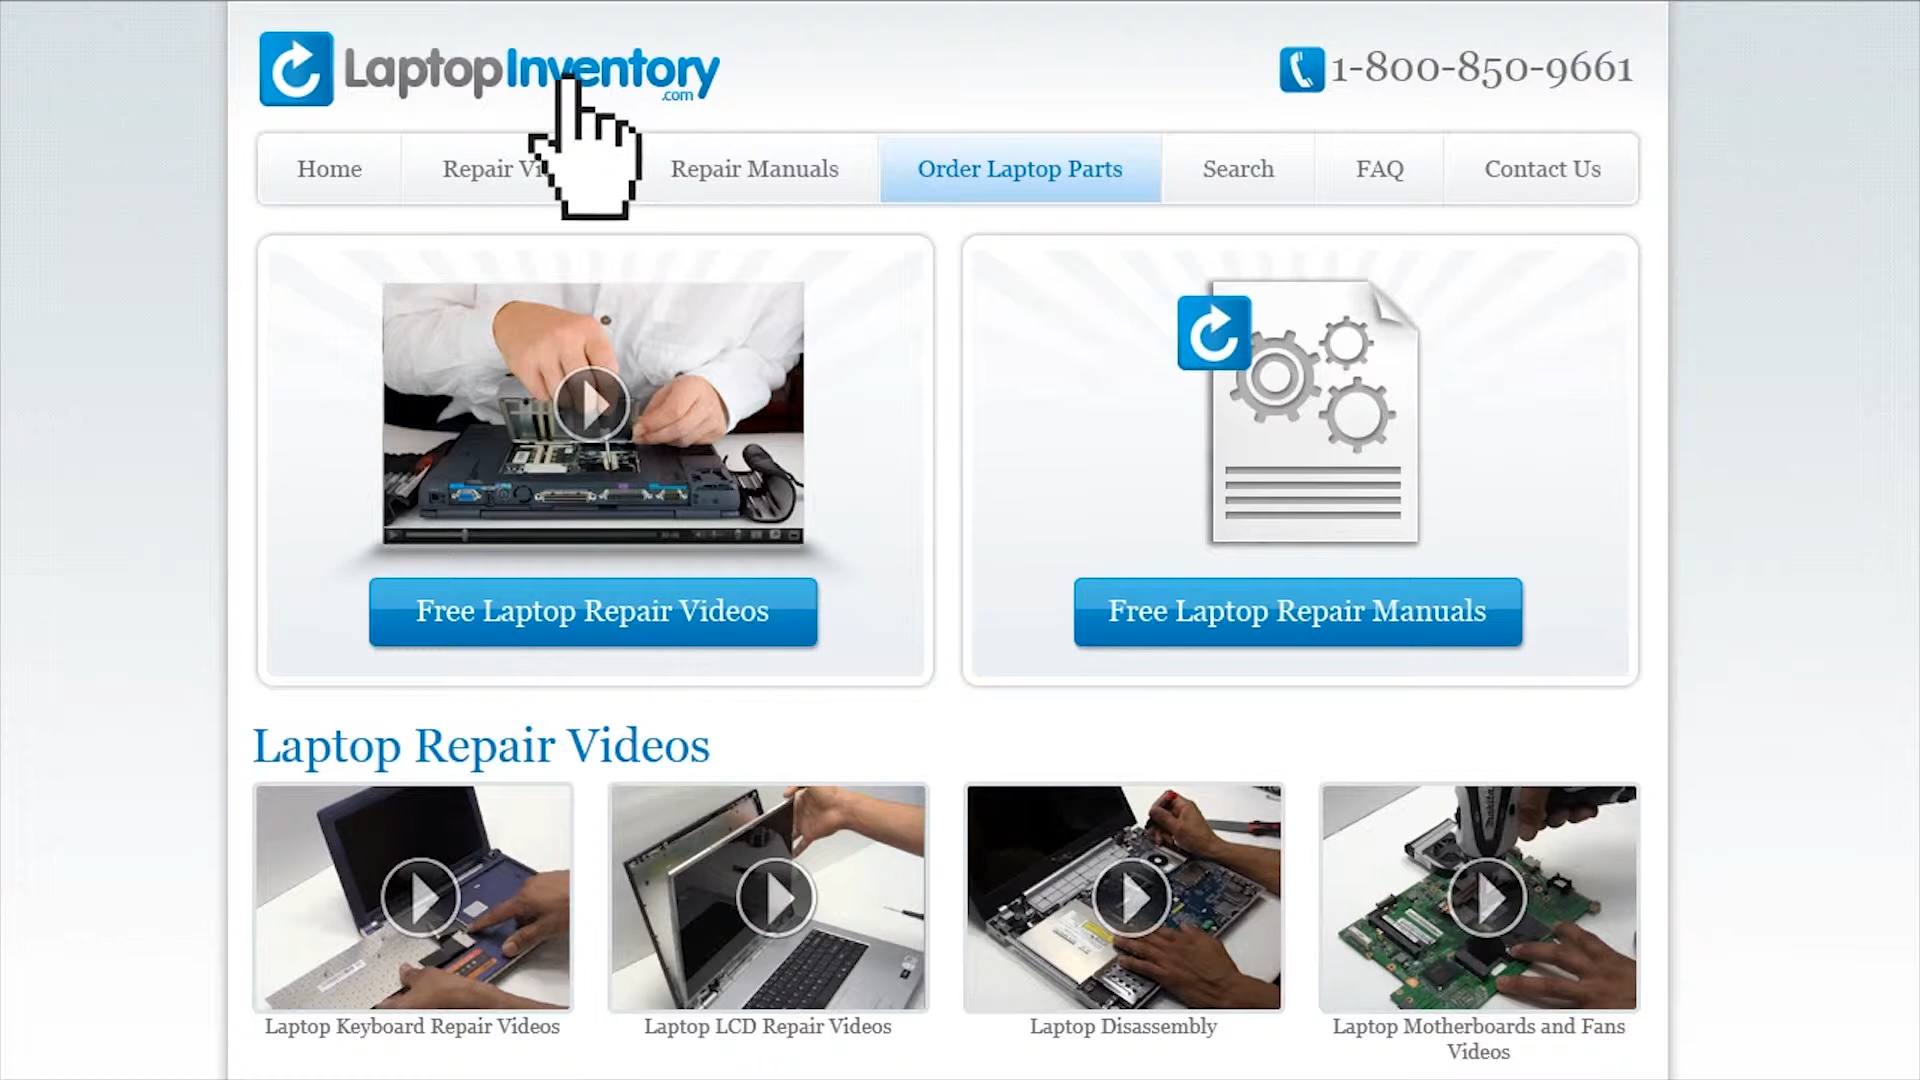 LaptopInventory
.com
1-800-850-9661
Home
Repair Vi
Repair Manuals
Order Laptop Parts
Search
FAQ
Contact Us
Free Laptop Repair Videos
Free Laptop Repair Manuals
Laptop Repair Videos
Laptop Keyboard Repair Videos
Laptop LCD Repair Videos
Laptop Disassembly
Laptop Motherboards and Fans
Videos